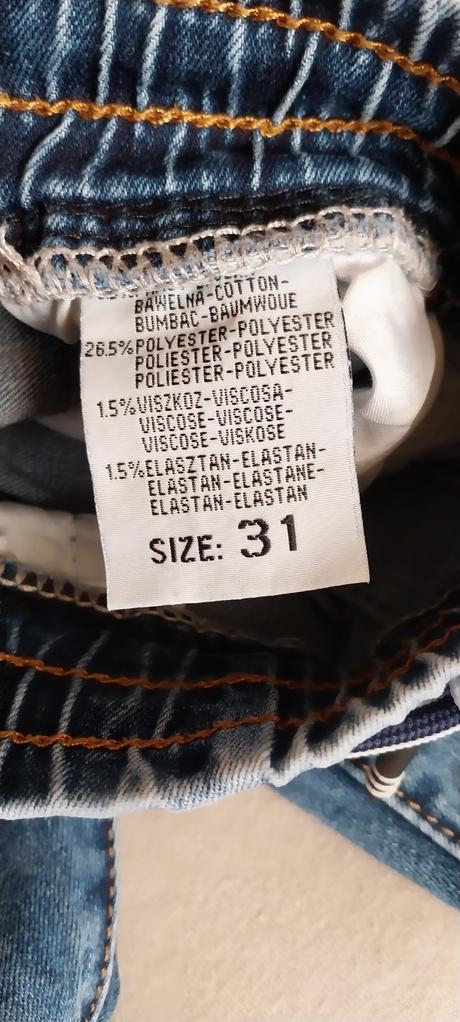 BAWEŁNA-COTTON-
BUMBAC-BAUMWOUE
26.5%POLYESTER-POLYESTER
POLIESTER-POLYESTER
POLIESTER-POLYESTER
1.5%VISZKOZ-VISCOSA-
VISCOSE-VISCOSE-
VISCOSE-VISKOSE
1.5%ELASZTAN-ELASTAN-
ELASTAN-ELASTANE-
ELASTAN-ELASTAN
SIZE: 31